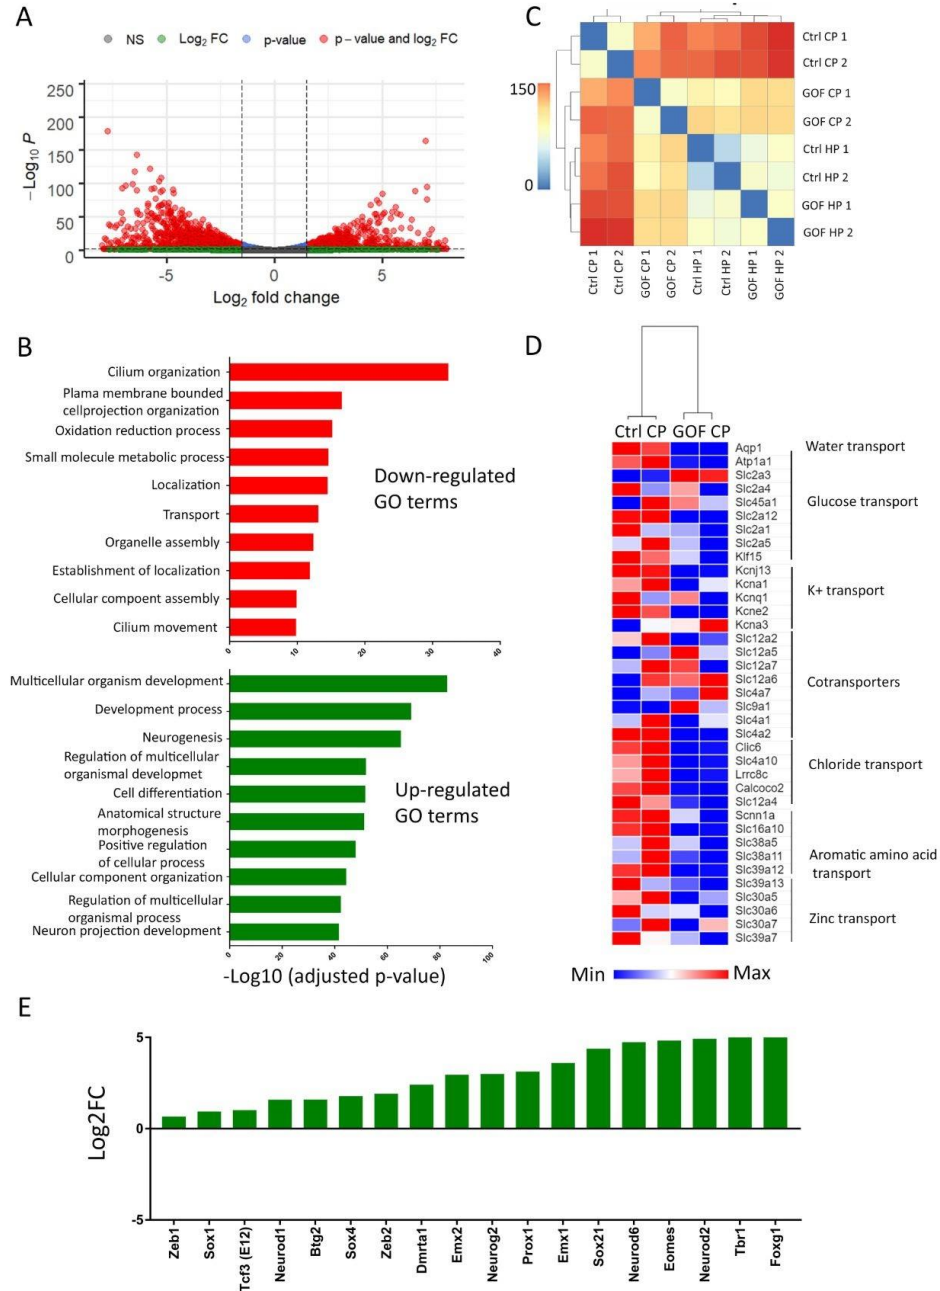 A
NS Log2 FC p-value p – value and log2 FC
250
200
150
100
50
0
−Log10 P
-5 0 5
Log2 fold change
C
150
0
Ctrl CP 1
Ctrl CP 2
GOF CP 1
GOF CP 2
Ctrl HP 1
Ctrl HP 2
GOF HP 1
GOF HP 2
Ctrl CP 1
Ctrl CP 2
GOF CP 1
GOF CP 2
Ctrl HP 1
Ctrl HP 2
GOF HP 1
GOF HP 2
B
Cilium organization
Plama membrane bounded
cellprojection organization
Oxidation reduction process
Small molecule metabolic process
Localization
Transport
Organelle assembly
Establishment of localization
Cellular compoent assembly
Cilium movement
0 10 20 30 40
Down-regulated
GO terms
Multicellular organism development
Development process
Neurogenesis
Regulation of multicellular
organismal developmet
Cell differentiation
Anatomical structure
morphogenesis
Positive regulation
of cellular process
Cellular component organization
Regulation of multicellular
organismal process
Neuron projection development
0 20 40 60 80 100
-Log10 (adjusted p-value)
Up-regulated
GO terms
D
Ctrl CP GOF CP
Aqp1
Atp1a1
Slc2a3
Slc2a4
Slc45a1
Slc2a12
Slc2a1
Slc2a5
Klf15
Kcnj13
Kcna1
Kcnq1
Kcne2
Kcna3
Slc12a2
Slc12a5
Slc12a7
Slc12a6
Slc4a7
Slc9a1
Slc4a1
Slc4a2
Clic6
Slc4a10
Lrrc8c
Calcoco2
Slc12a4
Scnn1a
Slc16a10
Slc38a5
Slc38a11
Slc39a12
Slc39a13
Slc30a5
Slc30a6
Slc30a7
Slc39a7
Water transport
Glucose transport
K+ transport
Cotransporters
Chloride transport
Aromatic amino acid
transport
Zinc transport
Min Max
E
Log2FC
5
0
-5
Zeb1
Sox1
Tcf3 (E12)
Neurod1
Btg2
Sox4
Zeb2
Dmrta1
Emx2
Neurog2
Prox1
Emx1
Sox21
Neurod6
Eomes
Neurod2
Tbr1
Foxg1